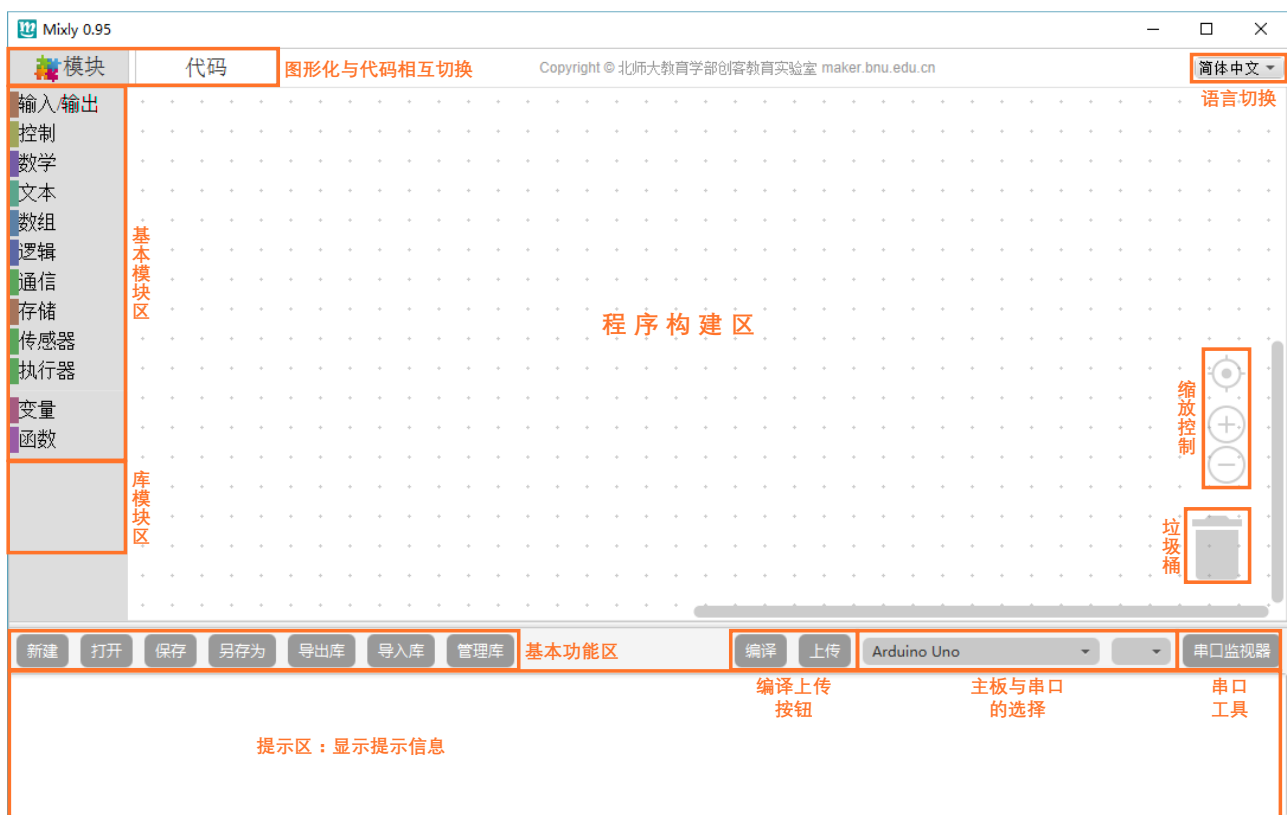 Mixly 0.95
模块
代码
图形化与代码相互切换
Copyright © 北师大教育学部创客教育实验室 maker.bnu.edu.cn
简体中文
语言切换
输入/输出
控制
数学
文本
数组
逻辑
通信
存储
传感器
执行器
变量
函数
基本模块区
库模块区
程序构建区
缩放控制
垃圾桶
新建
打开
保存
另存为
导出库
导入库
管理库
基本功能区
编译
上传
Arduino Uno
串口监视器
编译上传
按钮
主板与串口
的选择
串口
工具
提示区：显示提示信息